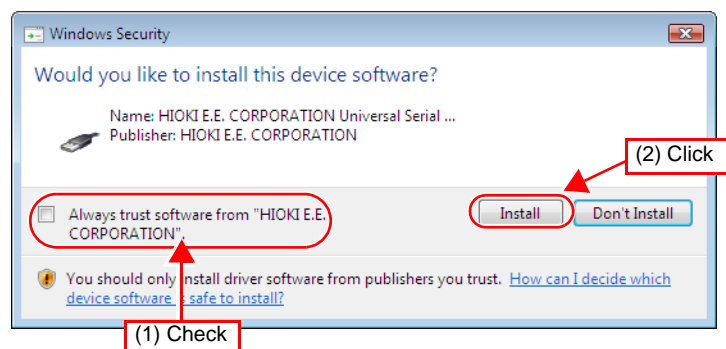 Windows Security
Would you like to install this device software?
Name: HIOKI E.E. CORPORATION Universal Serial ...
Publisher: HIOKI E.E. CORPORATION
(2) Click
Always trust software from "HIOKI E.E.
CORPORATION".
Install
Don't Install
You should only install driver software from publishers you trust. How can I decide which
device software is safe to install?
(1) Check